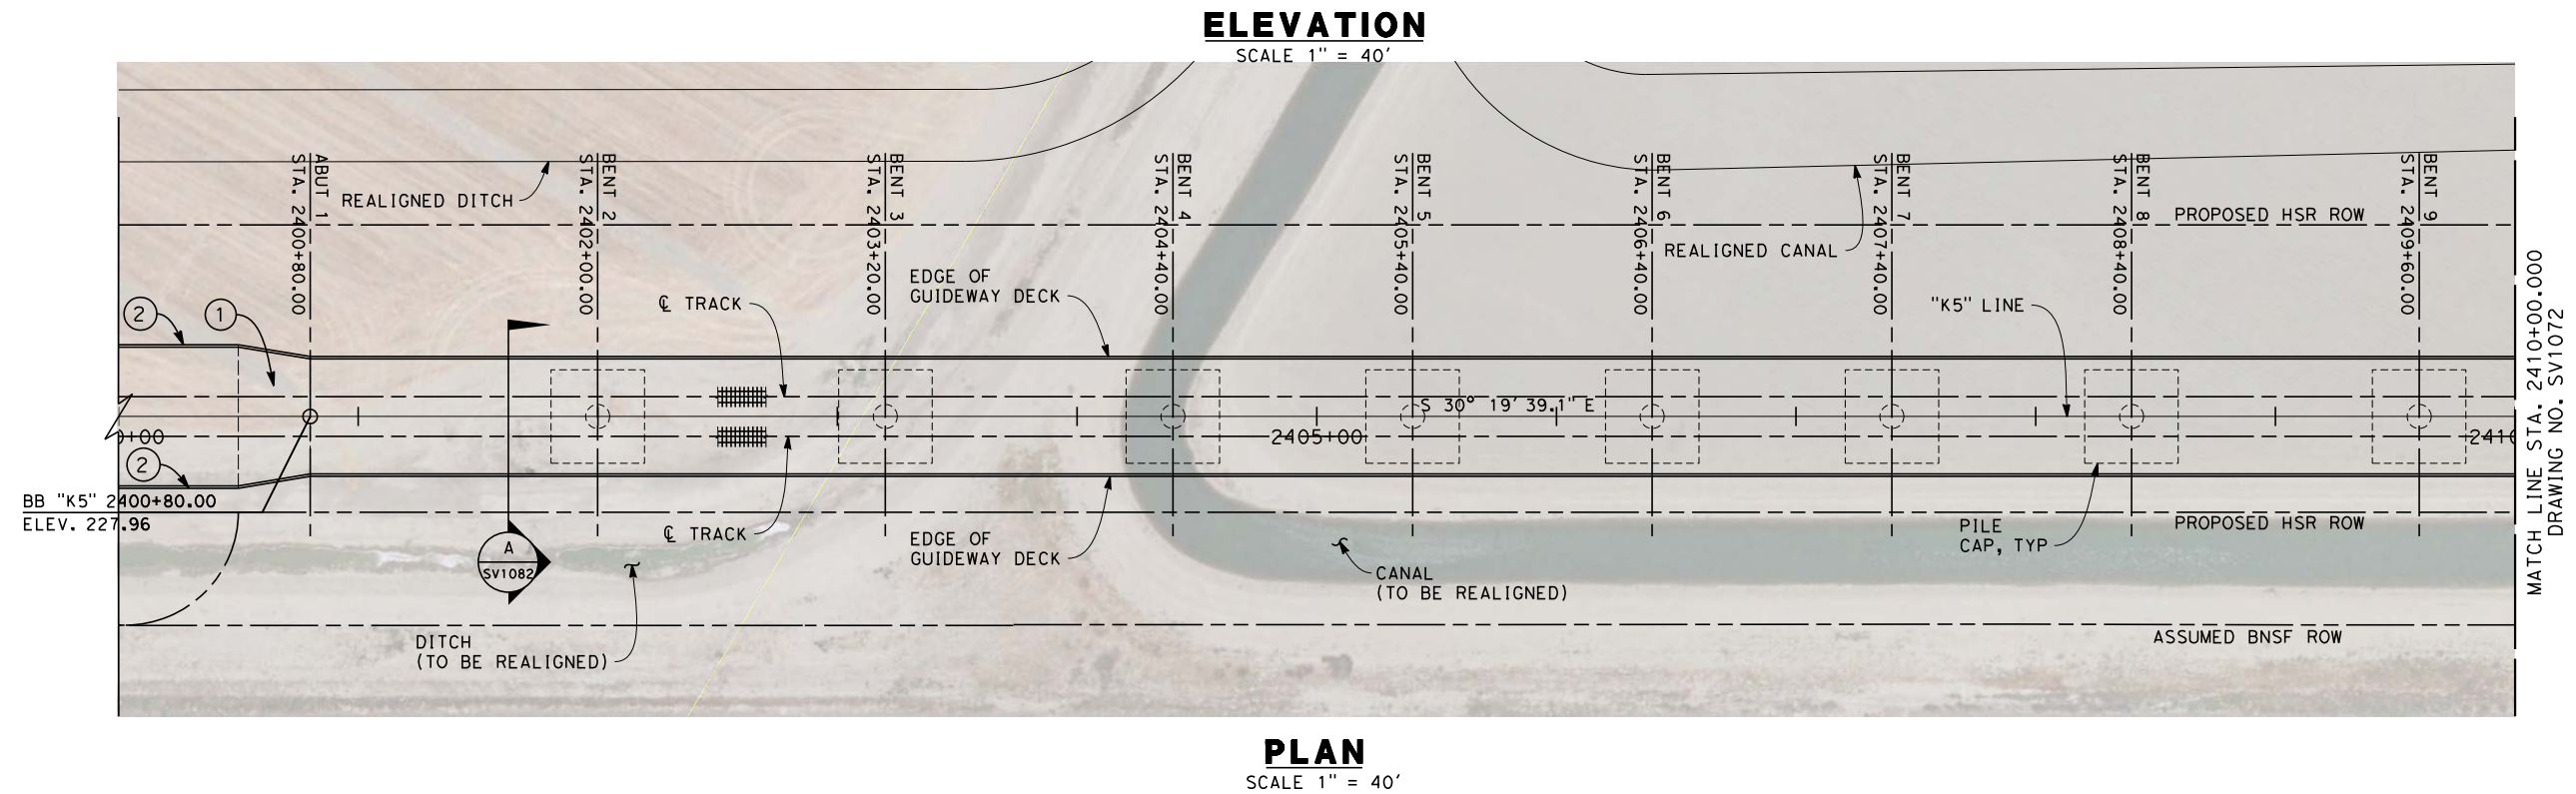 ELEVATION
SCALE 1" = 40'
ABUT 1
STA. 2400+80.00
BENT 2
STA. 2402+00.00
BENT 3
STA. 2403+20.00
BENT 4
STA. 2404+40.00
BENT 5
STA. 2405+40.00
BENT 6
STA. 2406+40.00
BENT 7
STA. 2407+40.00
BENT 8
STA. 2408+40.00
BENT 9
STA. 2409+60.00
REALIGNED DITCH
PROPOSED HSR ROW
REALIGNED CANAL
EDGE OF
GUIDEWAY DECK
℄ TRACK
"K5" LINE
2
1
S 30° 19' 39.1" E
+00
2405+00
2410
2
BB "K5" 2400+80.00
ELEV. 227.96
℄ TRACK
EDGE OF
GUIDEWAY DECK
PILE
CAP, TYP
PROPOSED HSR ROW
A
SV1082
CANAL
(TO BE REALIGNED)
DITCH
(TO BE REALIGNED)
ASSUMED BNSF ROW
MATCH LINE STA. 2410+00.000
DRAWING NO. SV1072
PLAN
SCALE 1" = 40'